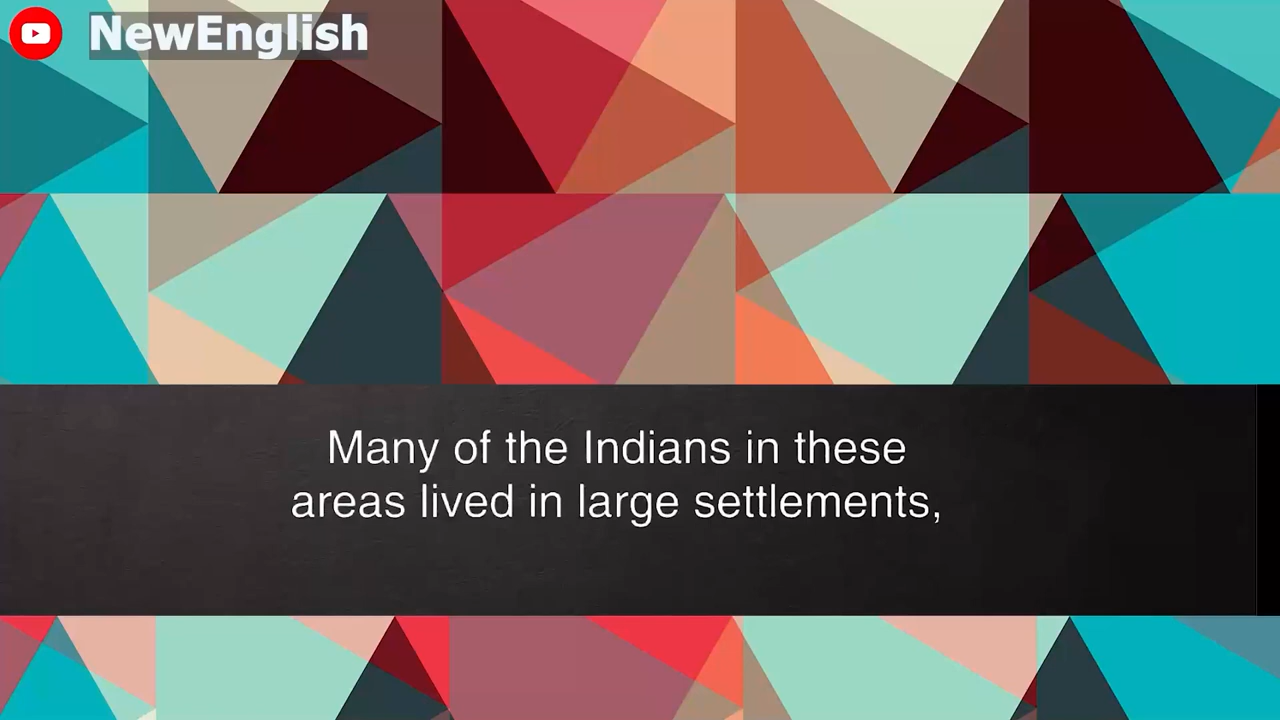 NewEnglish
Many of the Indians in these
areas lived in large settlements,